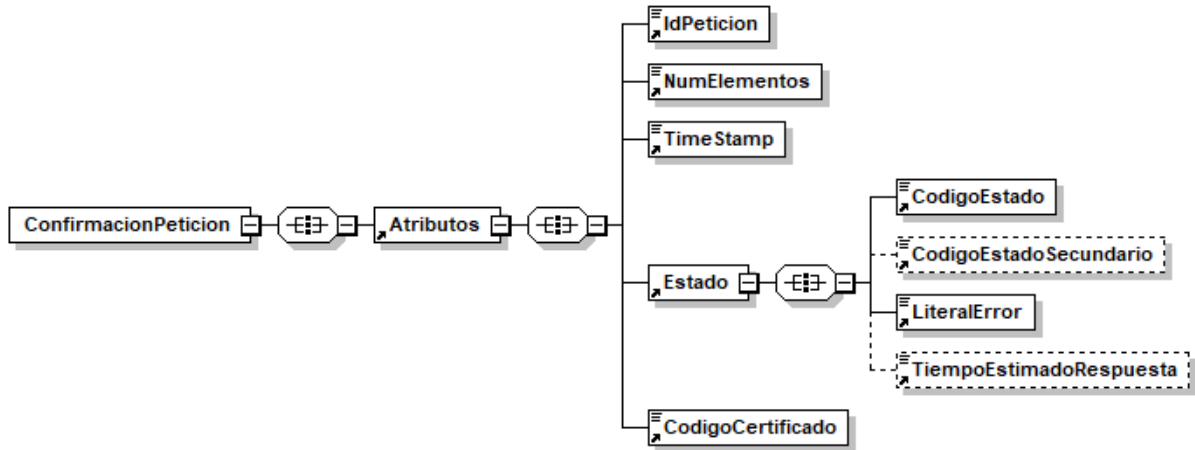 ConfirmacionPeticion
Atributos
IdPeticion
NumElementos
TimeStamp
Estado
CodigoEstado
CodigoEstadoSecundario
LiteralError
TiempoEstimadoRespuesta
CodigoCertificado